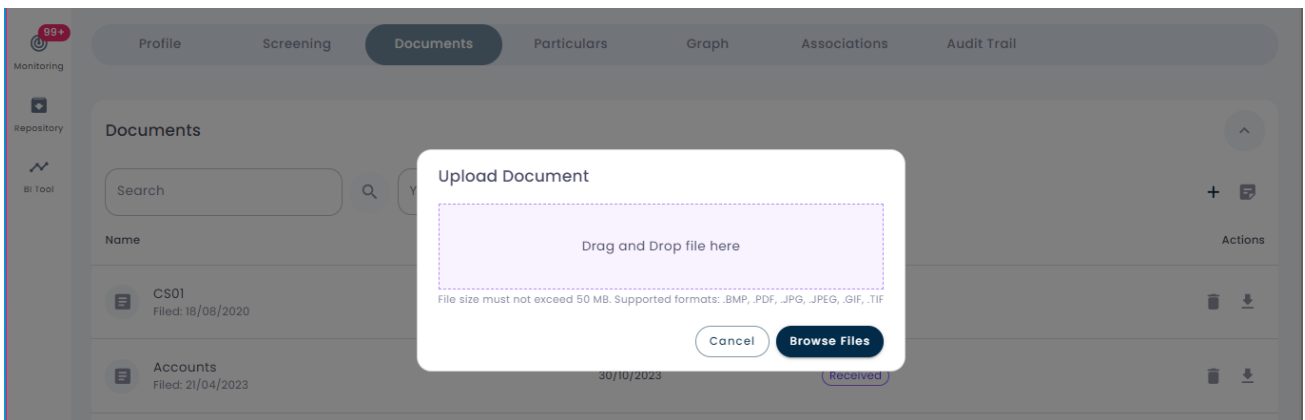 99+
Monitoring
Repository
BI Tool
Profile
Screening
Documents
Particulars
Graph
Associations
Audit Trail
Documents
Search
Y
Name
Actions
CS01
Filed: 18/08/2020
Accounts
Filed: 21/04/2023
30/10/2023
Received
Upload Document
Drag and Drop file here
File size must not exceed 50 MB. Supported formats: .BMP, .PDF, .JPG, .JPEG, .GIF, .TIF
Cancel
Browse Files